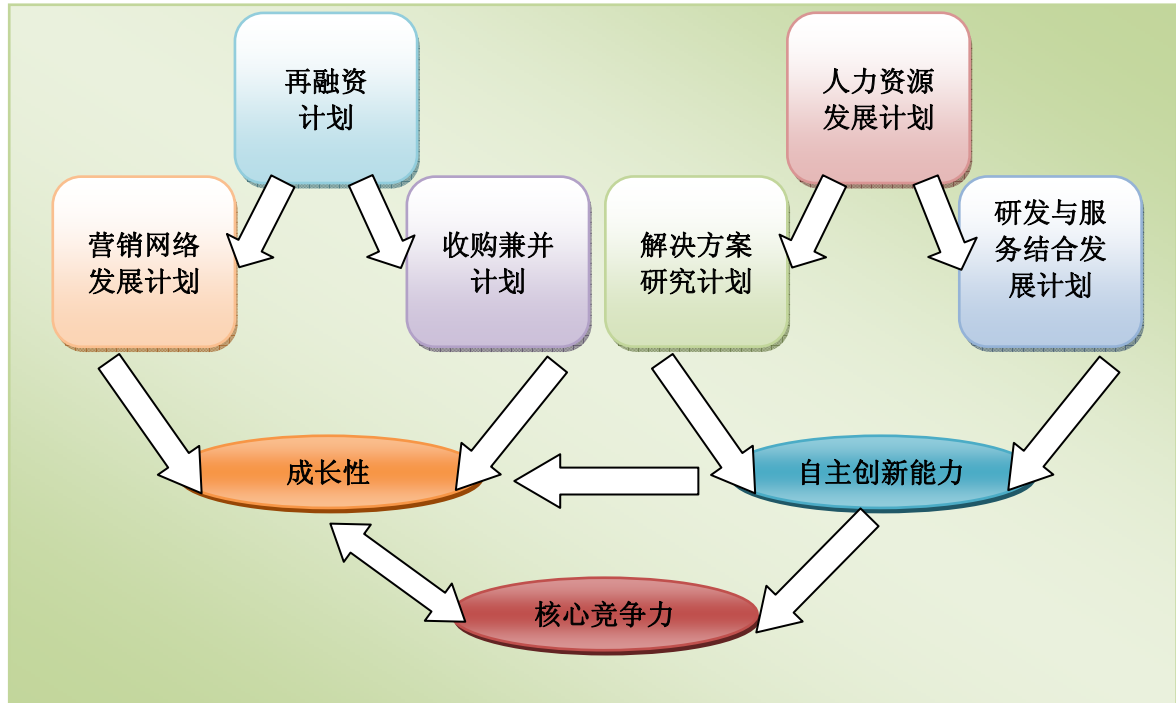 再融资
计划
人力资源
发展计划
营销网络
发展计划
收购兼并
计划
解决方案
研究计划
研发与服
务结合发
展计划
成长性
自主创新能力
核心竞争力